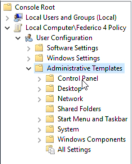 Console Root
Local Users and Groups (Local)
Local Computer\Federico 4 Policy
User Configuration
Software Settings
Windows Settings
Administrative Templates
Control Panel
Desktop
Network
Shared Folders
Start Menu and Taskbar
System
Windows Components
All Settings